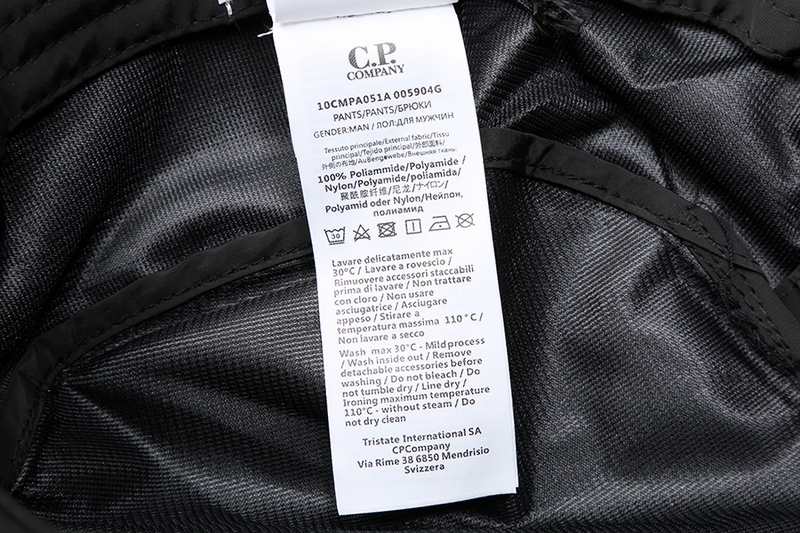 C.P.
COMPANY
10CMPA051A 005904G
PANTS/PANTS/БРЮКИ
GENDER:MAN / ПОЛ:ДЛЯ МУЖЧИН
Tessuto principale/External fabric/Tissu
principal/Tejido principal/外部面料/
外側の布地/AuBengewebe/Внешняя ткань:
100% Poliammide/Polyamide /
Nylon/Polyamide/poliamida/
聚酰胺纤维/尼龙/ナイロン/
Polyamid oder Nylon/Нейлон,
полиамид
30
Lavare delicatamente max
30°C / Lavare a rovescio /
Rimuovere accesori staccabili
prima di lavare / Non trattare
con cloro / Non usare
asciugatrice / Asciugare
appeso / Stirare a
temperatura massima 110°C /
Non lavare a secco
Wash max 30°C - Mild process
/ Wash inside out / Remove
detachable accesories before
washing / Do not bleach / Do
not tumble dry / Line dry /
Ironing maximum temperature
110°C - without steam / Do
not dry clean
Tristate International SA
CPCompany
Via Rime 38 6850 Mendrisio
Svizzera